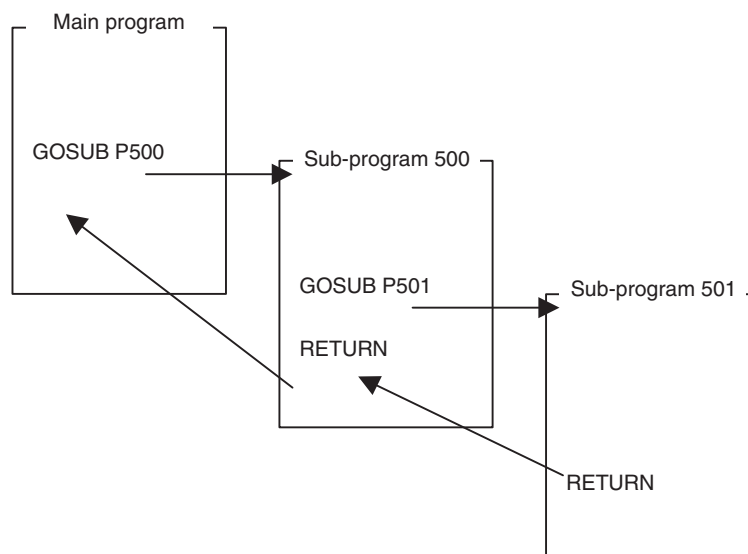 Main program
GOSUB P500
Sub-program 500
GOSUB P501
Sub-program 501
RETURN
RETURN